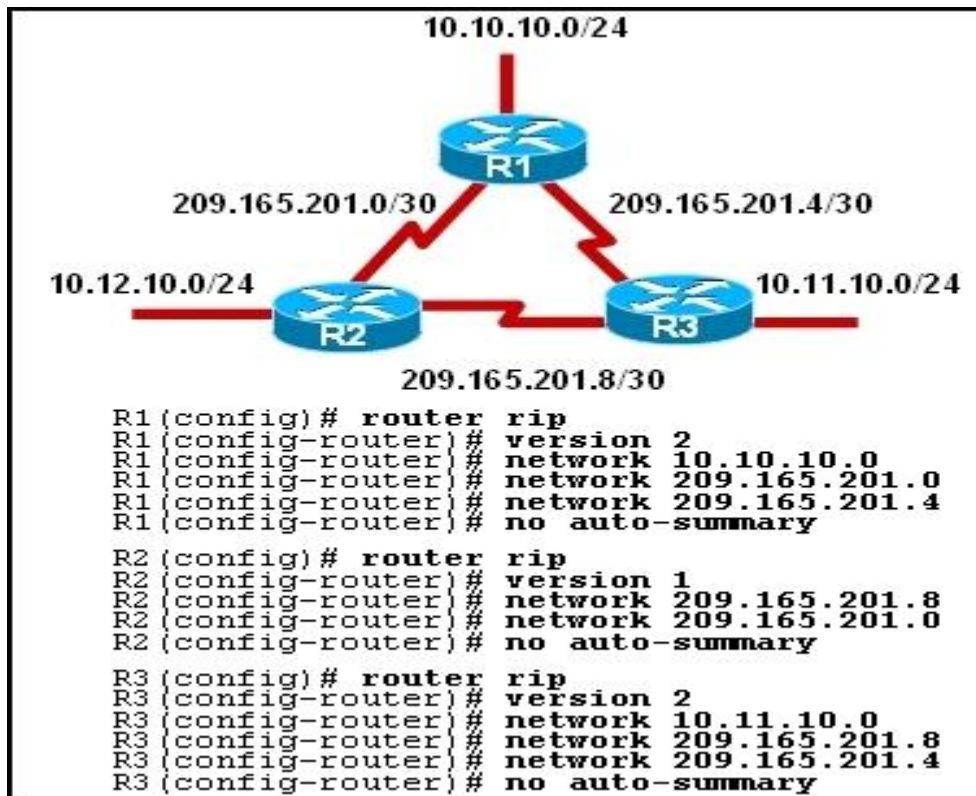 10.10.10.0/24
R1
209.165.201.0/30
209.165.201.4/30
10.12.10.0/24
10.11.10.0/24
R2
R3
209.165.201.8/30
R1(config)# router rip
R1(config-router)# version 2
R1(config-router)# network 10.10.10.0
R1(config-router)# network 209.165.201.0
R1(config-router)# network 209.165.201.4
R1(config-router)# no auto-summary
R2(config)# router rip
R2(config-router)# version 1
R2(config-router)# network 209.165.201.8
R2(config-router)# network 209.165.201.0
R2(config-router)# no auto-summary
R3(config)# router rip
R3(config-router)# version 2
R3(config-router)# network 10.11.10.0
R3(config-router)# network 209.165.201.8
R3(config-router)# network 209.165.201.4
R3(config-router)# no auto-summary